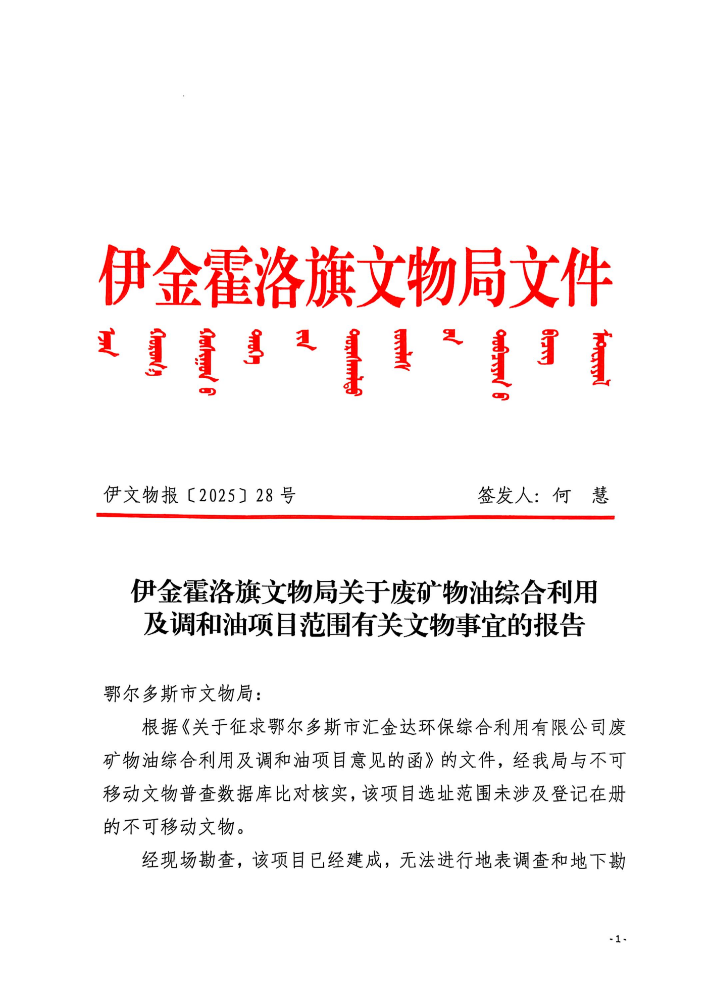 伊金霍洛旗文物局文件
伊文物报〔2025〕28 号
签发人：何　慧
伊金霍洛旗文物局关于废矿物油综合利用
及调和油项目范围有关文物事宜的报告
鄂尔多斯市文物局：
根据《关于征求鄂尔多斯市汇金达环保综合利用有限公司废
矿物油综合利用及调和油项目意见的函》的文件，经我局与不可
移动文物普查数据库比对核实，该项目选址范围未涉及登记在册
的不可移动文物。
经现场勘查，该项目已经建成，无法进行地表调查和地下勘
-1-